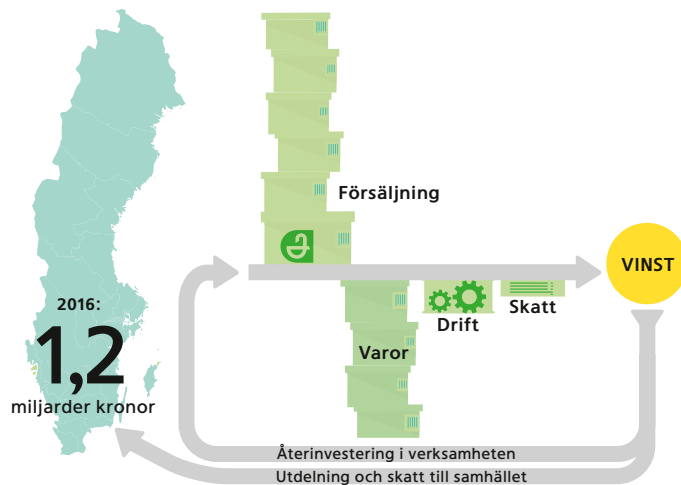 Försäljning
VINST
2016:
1,2
miljarder kronor
Skatt
Drift
Varor
Återinvestering i verksamheten
Utdelning och skatt till samhället